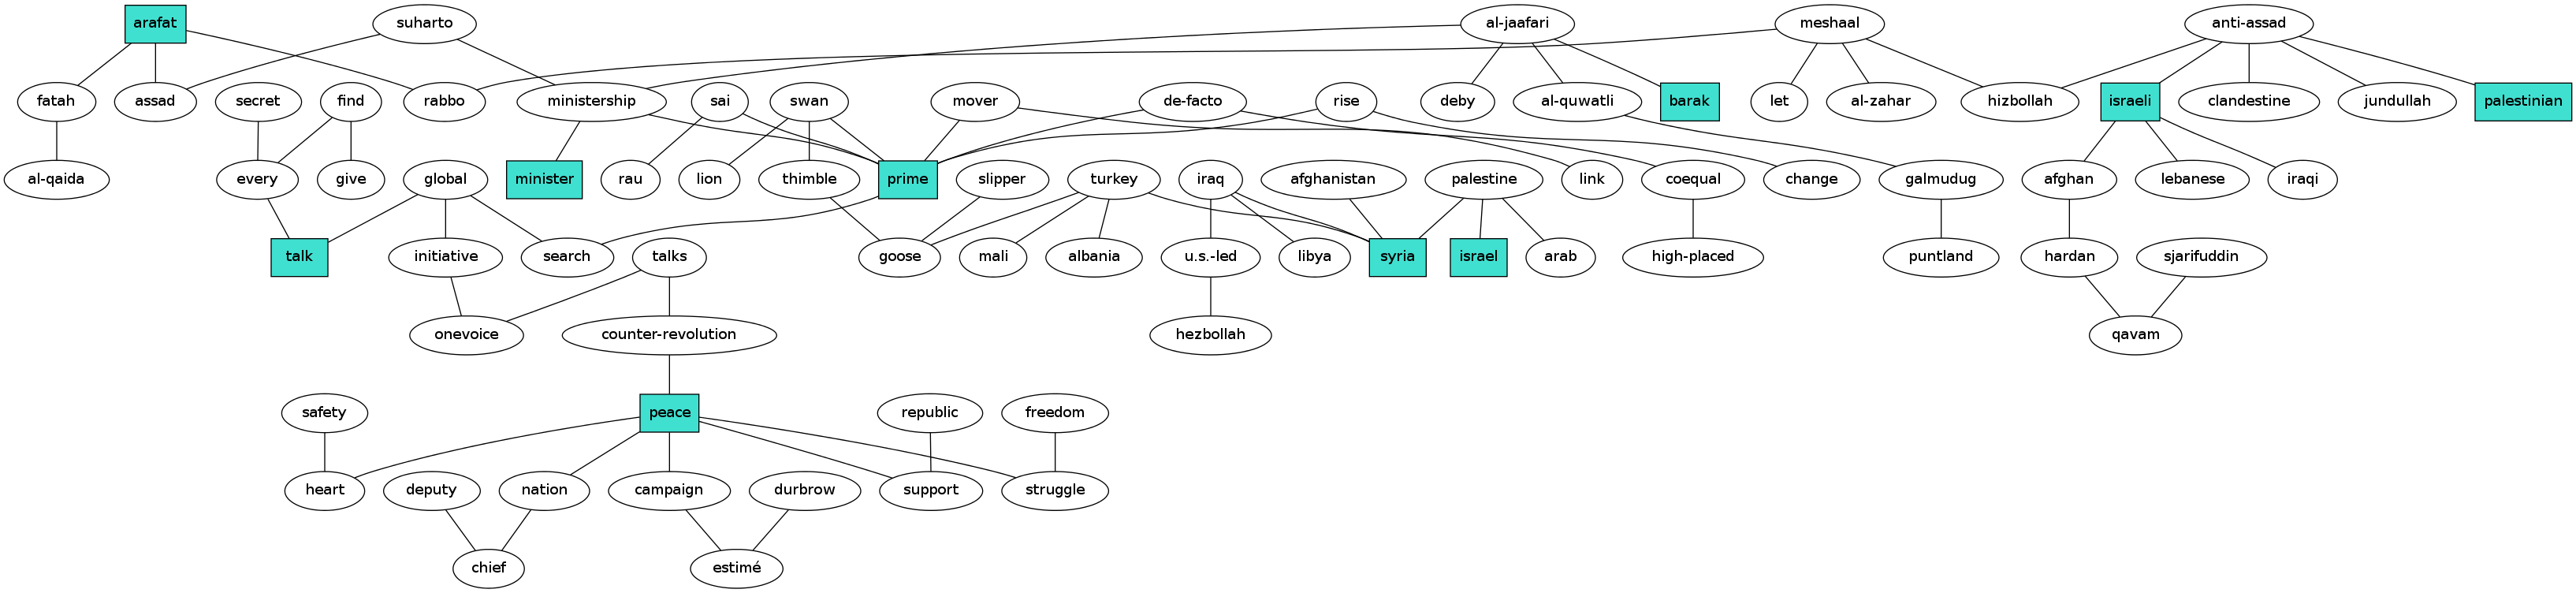 arafat
suharto
al-jaafari
meshaal
anti-assad
fatah
assad
secret
find
rabbo
ministership
sai
swan
mover
de-facto
rise
deby
al-quwatli
barak
let
al-zahar
hizbollah
israeli
clandestine
jundullah
palestinian
al-qaida
every
give
global
minister
rau
lion
thimble
prime
slipper
turkey
iraq
afghanistan
palestine
link
coequal
change
galmudug
afghan
lebanese
iraqi
talk
initiative
search
talks
goose
mali
albania
u.s.-led
libya
syria
israel
arab
high-placed
puntland
hardan
sjarifuddin
onevoice
counter-revolution
hezbollah
qavam
safety
peace
republic
freedom
heart
deputy
nation
campaign
durbrow
support
struggle
chief
estimé